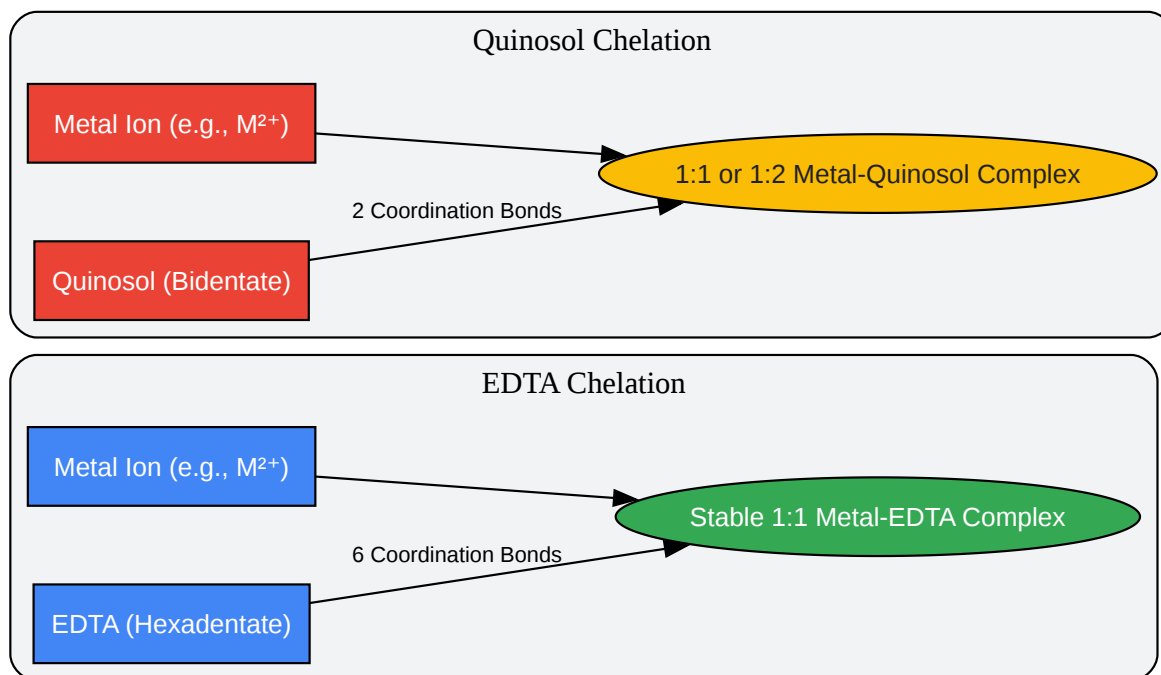 Quinosol Chelation
Metal Ion (e.g., M²⁺)
1:1 or 1:2 Metal-Quinosol Complex
2 Coordination Bonds
Quinosol (Bidentate)
EDTA Chelation
Metal Ion (e.g., M²⁺)
Stable 1:1 Metal-EDTA Complex
6 Coordination Bonds
EDTA (Hexadentate)